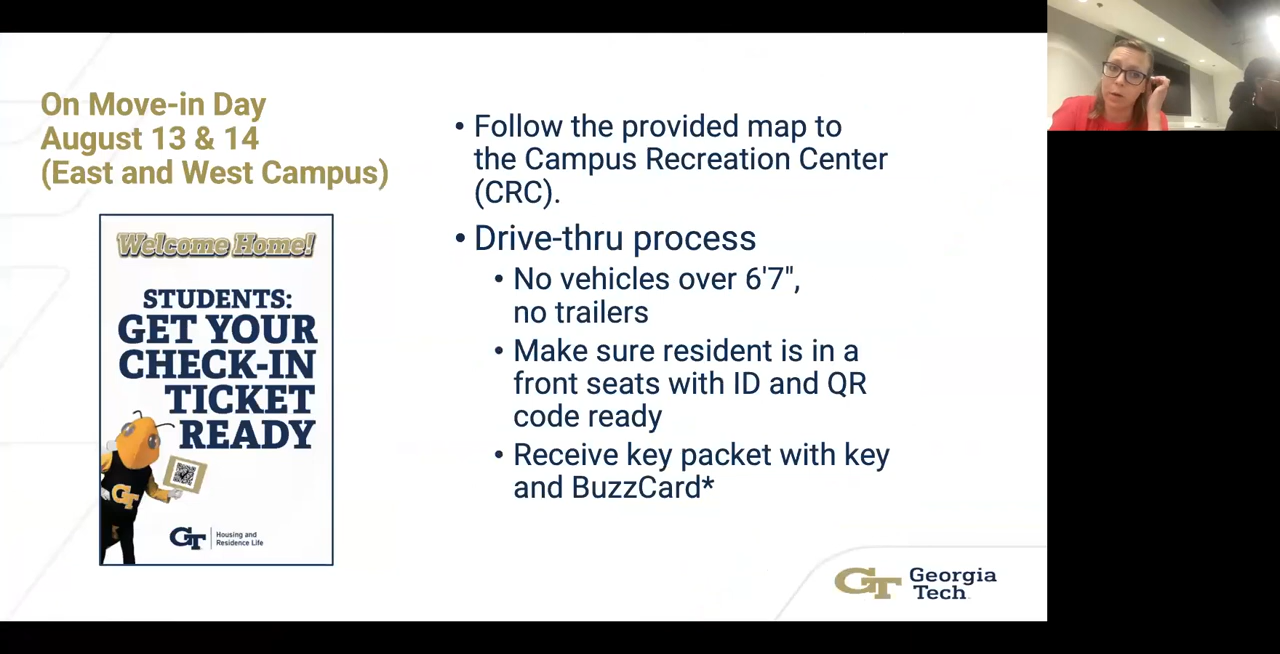 On Move-in Day
August 13 & 14
(East and West Campus)
Welcome Home!
STUDENTS:
GET YOUR
CHECK-IN
TICKET
READY
GT
GT
Housing and
Residence Life
• Follow the provided map to
the Campus Recreation Center
(CRC).
• Drive-thru process
• No vehicles over 6'7",
no trailers
• Make sure resident is in a
front seats with ID and QR
code ready
• Receive key packet with key
and BuzzCard*
GT
Georgia
Tech